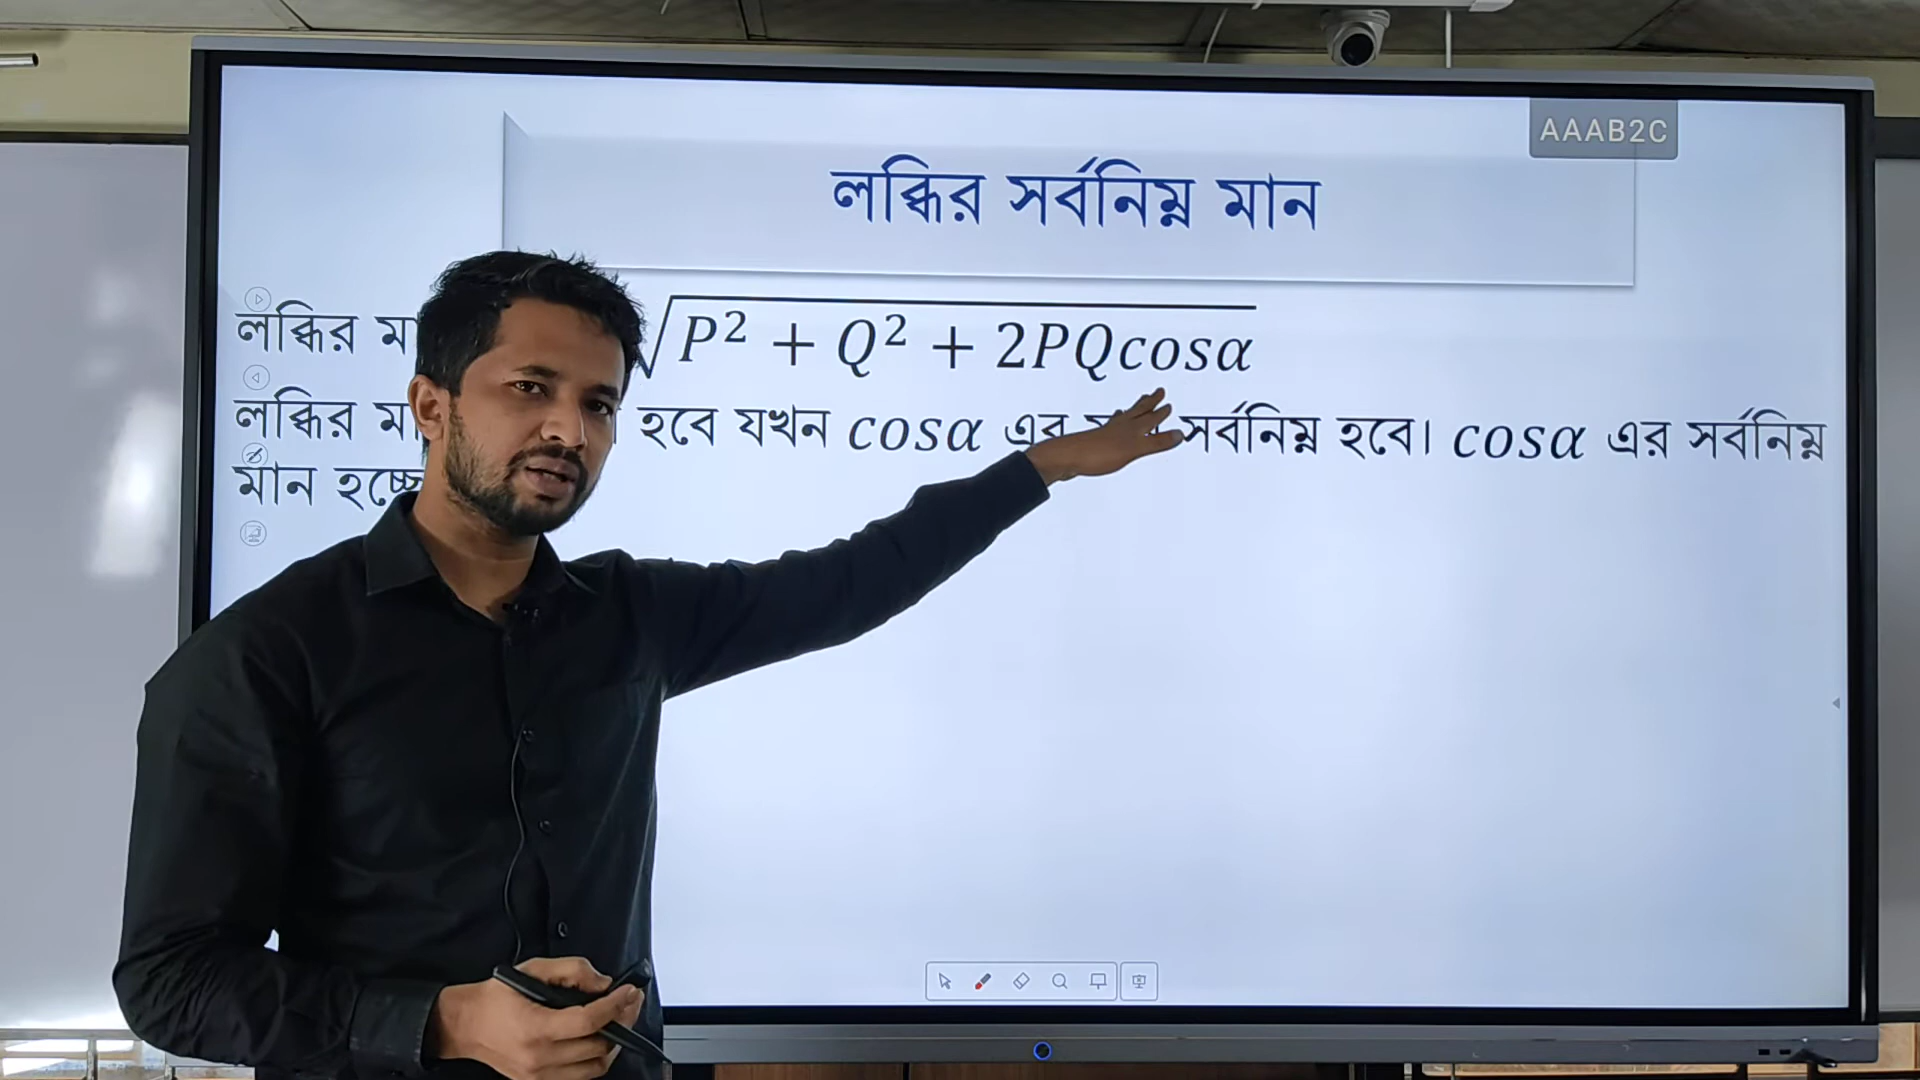 AAAB2C
লব্ধির সর্বনিম্ন মান
লব্ধির √P² + Q² + 2PQcosα
লব্ধির হবে যখন cosα এর সর্বনিম্ন হবে। cosα এর সর্বনিম্ন
মান হচ্ছে